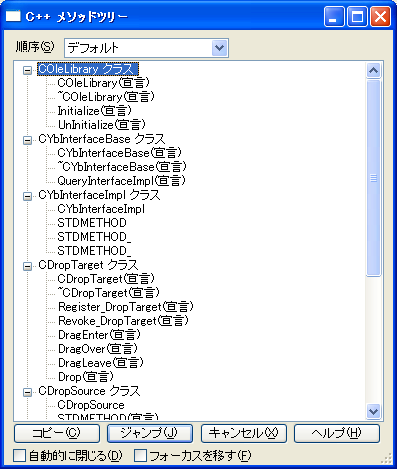 C++ メソッドツリー
順序(S) デフォルト
COleLibrary クラス
COleLibrary(宣言)
~COleLibrary(宣言)
Initialize(宣言)
UnInitialize(宣言)
CYbInterfaceBase クラス
CYbInterfaceBase(宣言)
~CYbInterfaceBase(宣言)
QueryInterfaceImpl(宣言)
CYbInterfaceImpl クラス
CYbInterfaceImpl
STDMETHOD
STDMETHOD_
STDMETHOD_
CDropTarget クラス
CDropTarget(宣言)
~CDropTarget(宣言)
Register_DropTarget(宣言)
Revoke_DropTarget(宣言)
DragEnter(宣言)
DragOver(宣言)
DragLeave(宣言)
Drop(宣言)
CDropSource クラス
CDropSource
STDMETHOD(宣言)
コピー(C) ジャンプ(J) キャンセル(X) ヘルプ(H)
自動的に閉じる(D) フォーカスを移す(F)